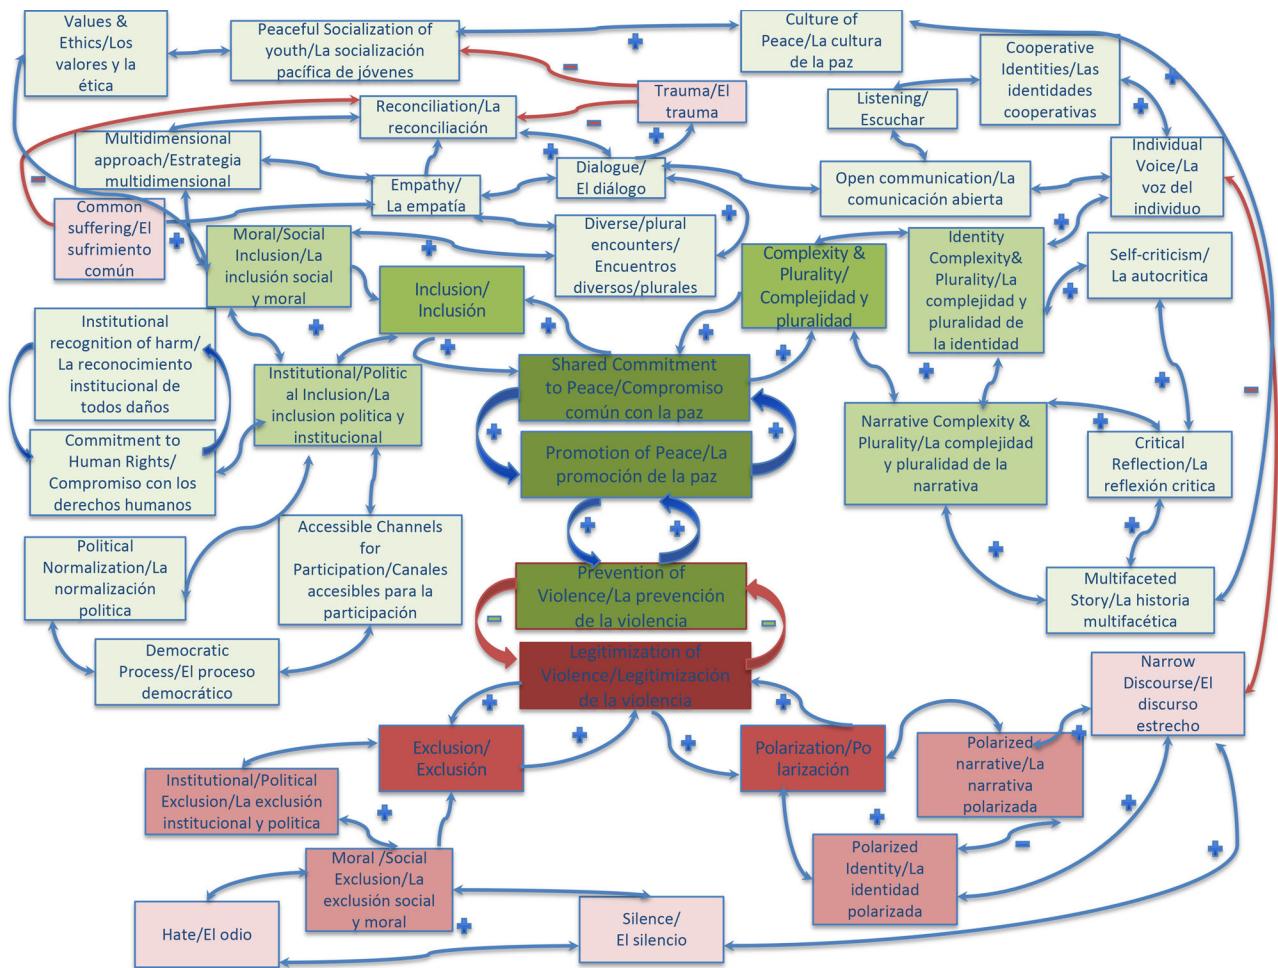 Values &
Ethics/Los
valores y la
ética
Peaceful Socialization of
youth/La socialización
pacífica de jóvenes
Culture of
Peace/La cultura
de la paz
Cooperative
Identities/Las
identidades
cooperativas
Trauma/El
trauma
Listening/
Escuchar
Reconciliation/La
reconciliación
Multidimensional
approach/Estrategia
multidimensional
Individual
Voice/La
voz del
individuo
Dialogue/
El diálogo
Empathy/
La empatía
Open communication/La
comunicación abierta
Common
suffering/El
sufrimiento
común
Diverse/plural
encounters/
Encuentros
diversos/plurales
Moral/Social
Inclusion/La
inclusión social
y moral
Identity
Complexity&
Plurality/La
complejidad y
pluralidad de
la identidad
Complexity &
Plurality/
Complejidad y
pluralidad
Self-criticism/
La autocritica
Inclusion/
Inclusión
Institutional
recognition of harm/
La reconocimiento
institucional de
todos daños
Shared Commitment
to Peace/Compromiso
común con la paz
Institutional/Politic
al Inclusion/La
inclusion politica y
institucional
Narrative Complexity &
Plurality/La complejidad
y pluralidad de la
narrativa
Commitment to
Human Rights/
Compromiso con los
derechos humanos
Promotion of Peace/La
promoción de la paz
Critical
Reflection/La
reflexión critica
Accessible Channels
for
Participation/Canales
accesibles para la
participación
Political
Normalization/La
normalización
politica
Prevention of
Violence/La prevención
de la violencia
Multifaceted
Story/La historia
multifacética
Democratic
Process/El proceso
democrático
Legitimization of
Violence/Legitimización
de la violencia
Narrow
Discourse/El
discurso
estrecho
Exclusion/
Exclusión
Polarization/Po
larización
Polarized
narrative/La
narrativa
polarizada
Institutional/Political
Exclusion/La exclusión
institucional y politica
Polarized
Identity/La
identidad
polarizada
Moral /Social
Exclusion/La
exclusión social
y moral
Hate/El odio
Silence/
El silencio